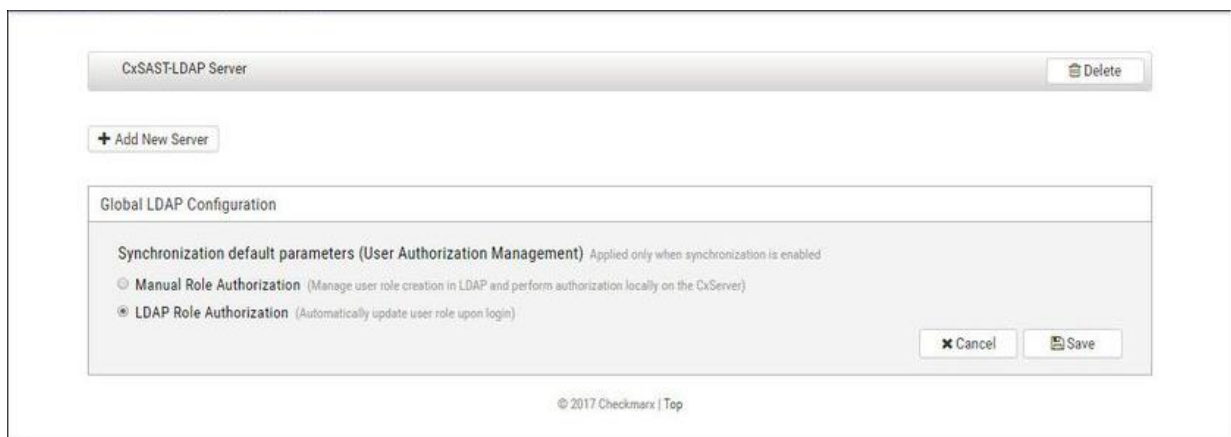 CxSAST-LDAP Server
Delete
+ Add New Server
Global LDAP Configuration
Synchronization default parameters (User Authorization Management) Applied only when synchronization is enabled
Manual Role Authorization (Manage user role creation in LDAP and perform authorization locally on the CxServer)
LDAP Role Authorization (Automatically update user role upon login)
Cancel
Save
© 2017 Checkmarx | Top